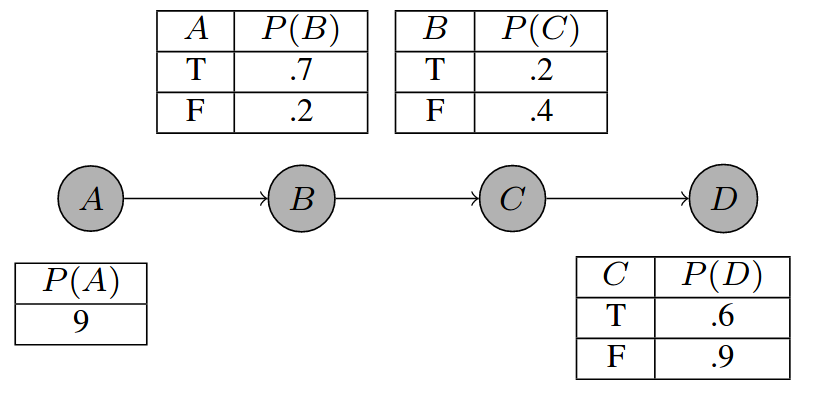 A P(B)
T .7
F .2
B P(C)
T .2
F .4
A
B
C
D
P(A)
9
C P(D)
T .6
F .9